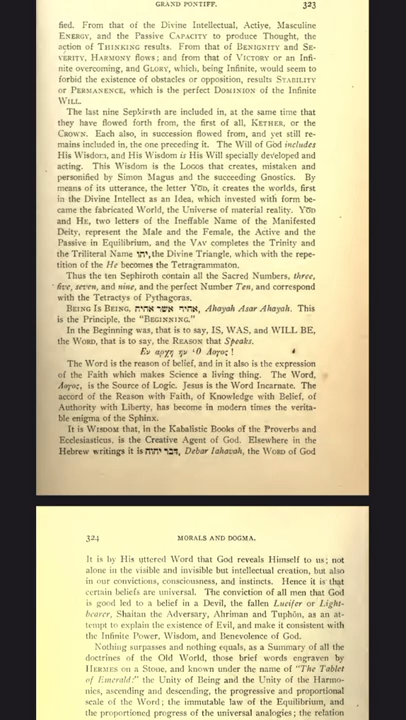 GRAND PONTIFF. 323
fied. From that of the Divine Intellectual, Active, Masculine
ENERGY, and the Passive CAPACITY to produce Thought, the
action of THINKING results. From that of BENIGNITY and SE-
VERITY, HARMONY flows; and from that of VICTORY or an Infi-
nite overcoming, and GLORY, which, being Infinite, would seem to
forbid the existence of obstacles or opposition, results STABILITY
or PERMANENCE, which is the perfect DOMINION of the Infinite
WILL.
The last nine Sephiroth are included in, at the same time that
they have flowed forth from, the first of all, KETHER, or the
CROWN. Each also, in succession flowed from, and yet still re-
mains included in, the one preceding it. The Will of God includes
His Wisdom, and His Wisdom is His Will specially developed and
acting. This Wisdom is the LOGOS that creates, mistaken and
personified by Simon Magus and the succeeding Gnostics. By
means of its utterance, the letter YŌD, it creates the worlds, first
in the Divine Intellect as an Idea, which invested with form be-
came the fabricated World, the Universe of material reality. YŌD
and HE, two letters of the Ineffable Name of the Manifested
Deity, represent the Male and the Female, the Active and the
Passive in Equilibrium, and the VAV completes the Trinity and
the Triliteral Name יהו, the Divine Triangle, which with the repe-
tition of the He becomes the Tetragrammaton.
Thus the ten Sephiroth contain all the Sacred Numbers, three,
five, seven, and nine, and the perfect Number Ten, and correspond
with the Tetractys of Pythagoras.
BEING IS BEING, אהיה אשר אהיה, Ahayah Asar Ahayah. This
is the Principle, the "BEGINNING."
In the Beginning was, that is to say, IS, WAS, and WILL BE,
the WORD, that is to say, the REASON that Speaks.
Εν αρχη ην 'Ο Λογος !
The Word is the reason of belief, and in it also is the expression
of the Faith which makes Science a living thing. The Word,
Λογος, is the Source of Logic. Jesus is the Word Incarnate. The
accord of the Reason with Faith, of Knowledge with Belief, of
Authority with Liberty, has become in modern times the verita-
ble enigma of the Sphinx.
It is WISDOM that, in the Kabalistic Books of the Proverbs and
Ecclesiasticus, is the Creative Agent of God. Elsewhere in the
Hebrew writings it is דבר יהוה, Debar Iahavah, the WORD of God
324 MORALS AND DOGMA.
It is by His uttered Word that God reveals Himself to us; not
alone in the visible and invisible but intellectual creation, but also
in our convictions, consciousness, and instincts. Hence it is that
certain beliefs are universal. The conviction of all men that God
is good led to a belief in a Devil, the fallen Lucifer or Light-
bearer, Shaitan the Adversary, Ahriman and Tuphōn, as an at-
tempt to explain the existence of Evil, and make it consistent with
the Infinite Power, Wisdom, and Benevolence of God.
Nothing surpasses and nothing equals, as a Summary of all the
doctrines of the Old World, those brief words engraven by
HERMES on a Stone, and known under the name of "The Tablet
of Emerald:" the Unity of Being and the Unity of the Harmo-
nies, ascending and descending, the progressive and proportional
scale of the Word; the immutable law of the Equilibrium, and
the proportioned progress of the universal analogies; the relation